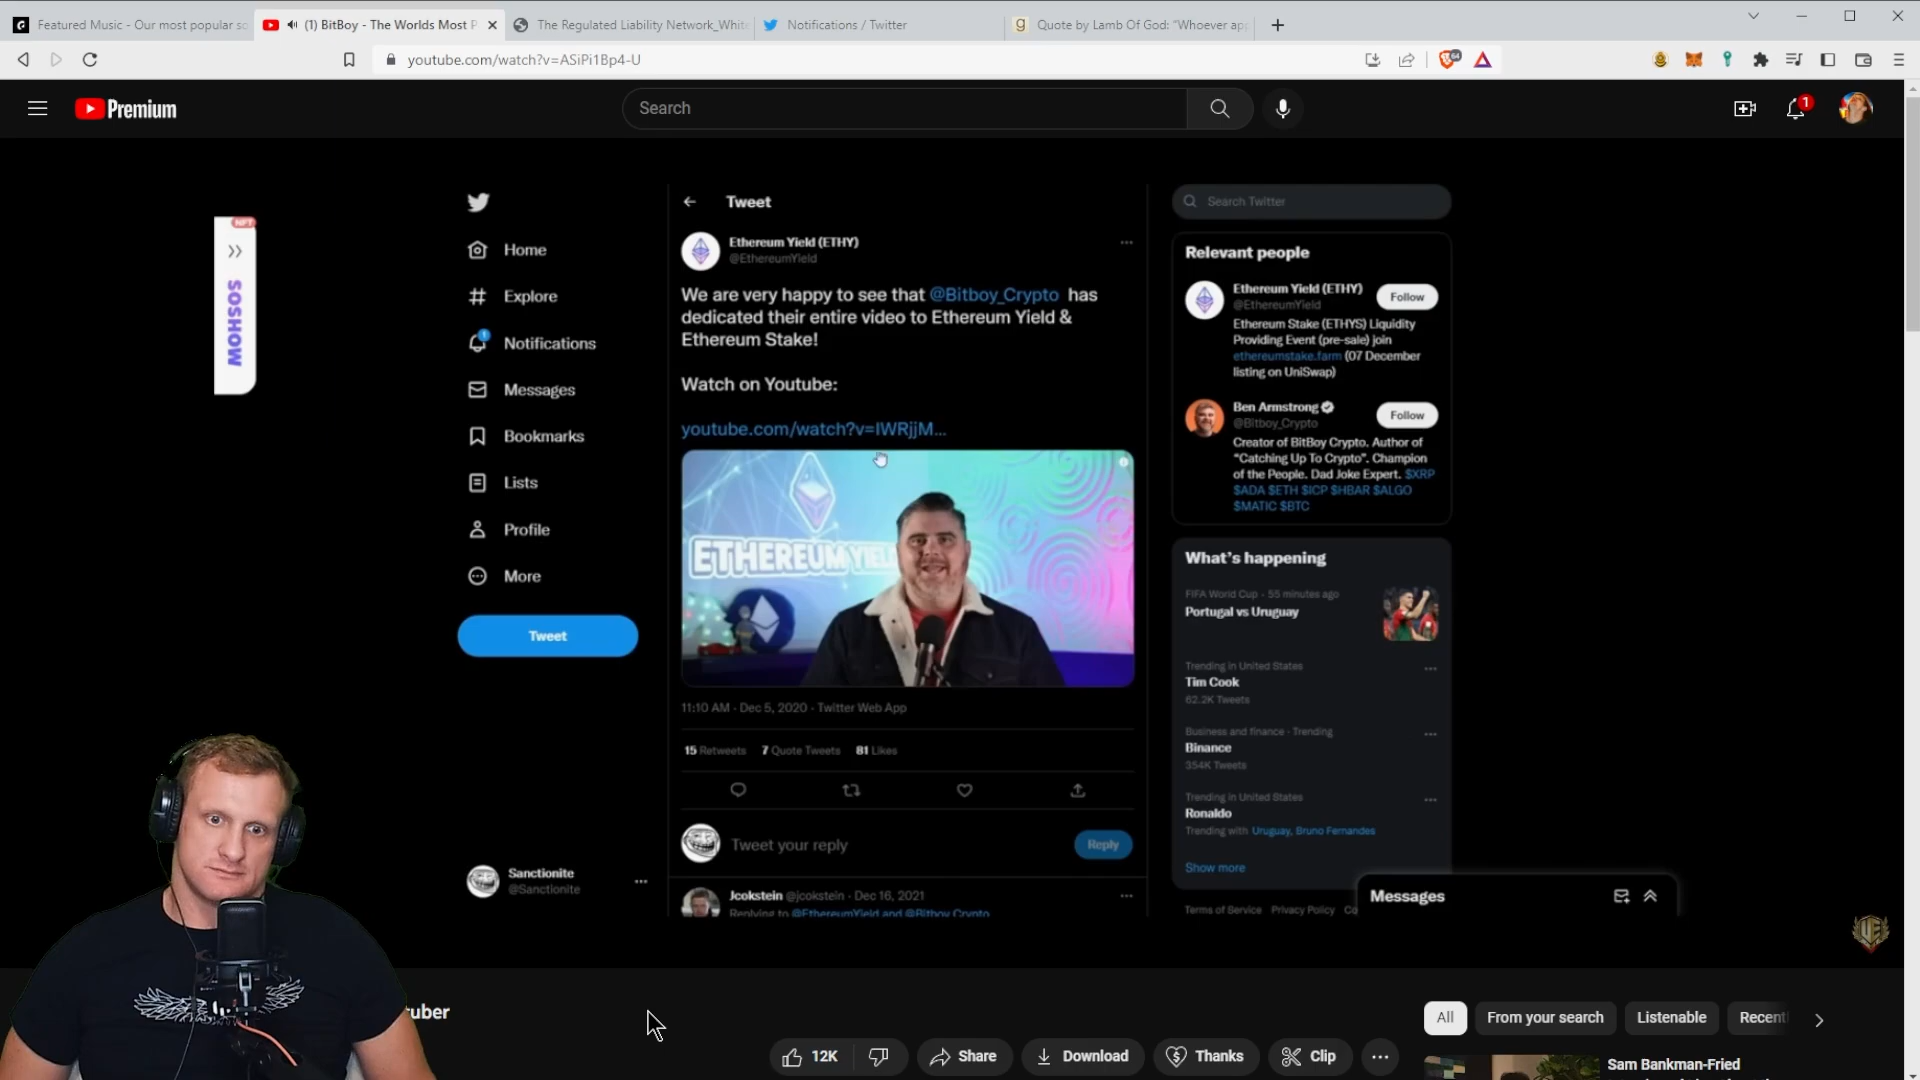 Featured Music - Our most popular so
(1) BitBoy - The Worlds Most P
The Regulated Liability Network_White
Notifications / Twitter
Quote by Lamb Of God: "Whoever app
youtube.com/watch?v=ASiPi1Bp4-U
Premium
Search
1
NFT
SOSHOW
Home
Explore
Notifications
Messages
Bookmarks
Lists
Profile
More
Tweet
Sanctionite
@Sanctionite
Tweet
Ethereum Yield (ETHY)
@EthereumYield
We are very happy to see that @Bitboy_Crypto has
dedicated their entire video to Ethereum Yield &
Ethereum Stake!
Watch on Youtube:
youtube.com/watch?v=IWRjjM...
ETHEREUM
11:10 AM · Dec 5, 2020 · Twitter Web App
15 Retweets 7 Quote Tweets 81 Likes
Tweet your reply
Reply
Jcokstein @jcokstein · Dec 16, 2021
Replying to @EthereumYield and @Bitboy_Crypto
Search Twitter
Relevant people
Ethereum Yield (ETHY)
@EthereumYield
Follow
Ethereum Stake (ETHYS) Liquidity
Providing Event (pre-sale) join
ethereumstake.farm (07 December
listing on UniSwap)
Ben Armstrong
@Bitboy_Crypto
Follow
Creator of BitBoy Crypto. Author of
"Catching Up To Crypto". Champion
of the People. Dad Joke Expert. $XRP
$ADA $ETH $ICP $HBAR $ALGO
$MATIC $BTC
What's happening
FIFA World Cup · 55 minutes ago
Portugal vs Uruguay
Trending in United States
Tim Cook
62.2K Tweets
Business and finance · Trending
Binance
354K Tweets
Trending in United States
Ronaldo
Trending with Uruguay, Bruno Fernandes
Show more
Terms of Service Privacy Policy Co
Messages
tuber
12K
Share
Download
Thanks
Clip
All
From your search
Listenable
Recent
Sam Bankman-Fried